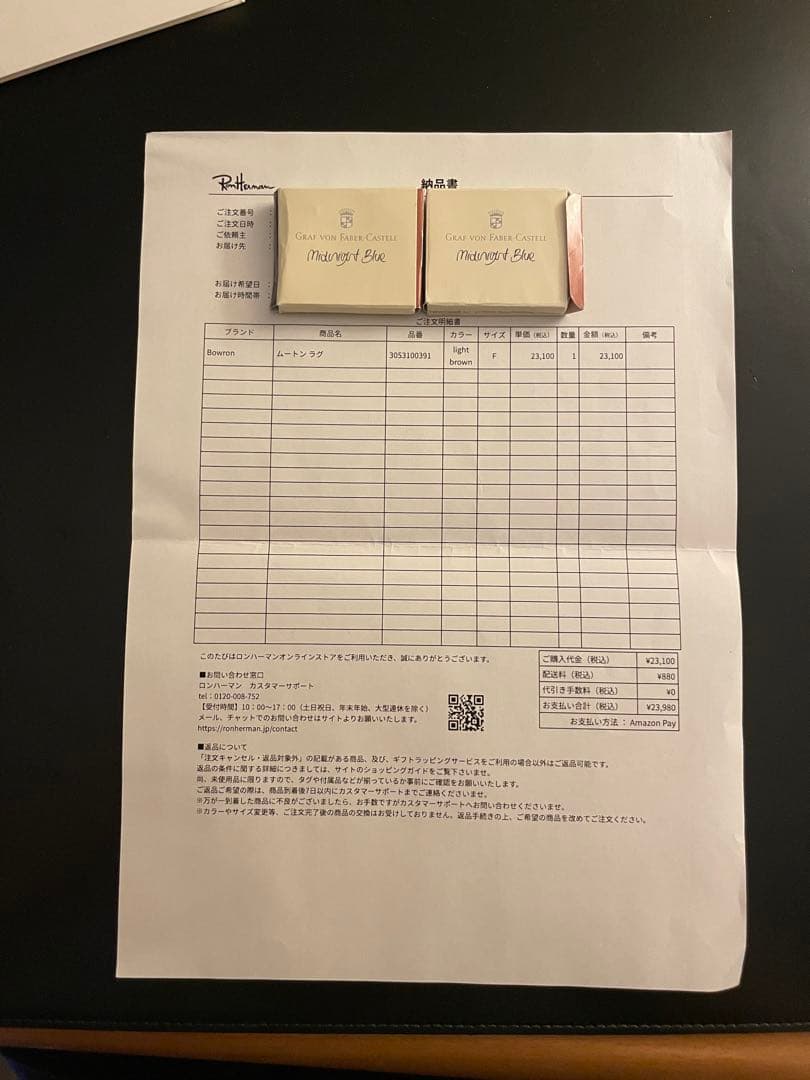 Ron Herman
納品書
ご注文番号 :
ご注文日時 :
ご依頼主 :
お届け先 :
お届け希望日 :
お届け時間帯 :
GRAF VON FABER-CASTELL
Midnight Blue
GRAF VON FABER-CASTELL
Midnight Blue
ご注文明細書
ブランド 商品名 品番 カラー サイズ 単価(税込) 数量 金額(税込) 備考
Bowron ムートン ラグ 3053100391 light brown F 23,100 1 23,100
このたびはロンハーマンオンラインストアをご利用いただき、誠にありがとうございます。
■お問い合わせ窓口
ロンハーマン カスタマーサポート
tel：0120-008-752
【受付時間】10：00～17：00（土日祝日、年末年始、大型連休を除く）
メール、チャットでのお問い合わせはサイトよりお願いいたします。
https://ronherman.jp/contact
ご購入代金（税込） ¥23,100
配送料（税込） ¥880
代引き手数料（税込） ¥0
お支払い合計（税込） ¥23,980
お支払い方法 ： Amazon Pay
■返品について
「注文キャンセル・返品対象外」の記載がある商品、及び、ギフトラッピングサービスをご利用の場合以外はご返品可能です。
返品の条件に関する詳細につきましては、サイトのショッピングガイドをご覧下さいませ。
尚、未使用品に限りますので、タグや付属品などが揃っているか事前にご確認をお願いいたします。
ご返品ご希望の際は、商品到着後7日以内にカスタマーサポートまでご連絡くださいませ。
※万が一到着した商品に不良がございましたら、お手数ですがカスタマーサポートへお問い合わせくださいませ。
※カラーやサイズ変更等、ご注文完了後の商品の交換はお受けしておりません。返品手続きの上、ご希望の商品を改めてご注文ください。